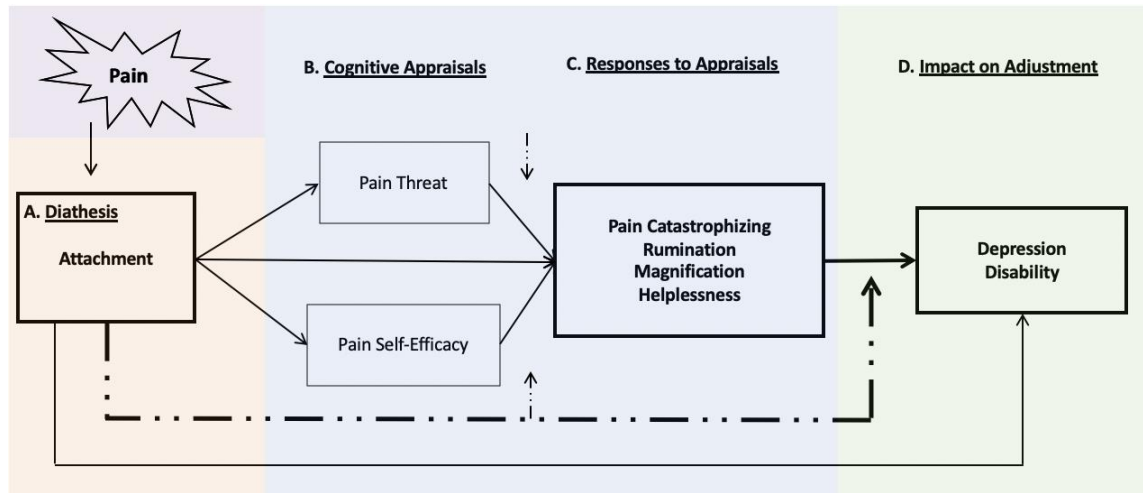 Pain
B. Cognitive Appraisals
C. Responses to Appraisals
D. Impact on Adjustment
A. Diathesis
Attachment
Pain Threat
Pain Self-Efficacy
Pain Catastrophizing
Rumination
Magnification
Helplessness
Depression
Disability